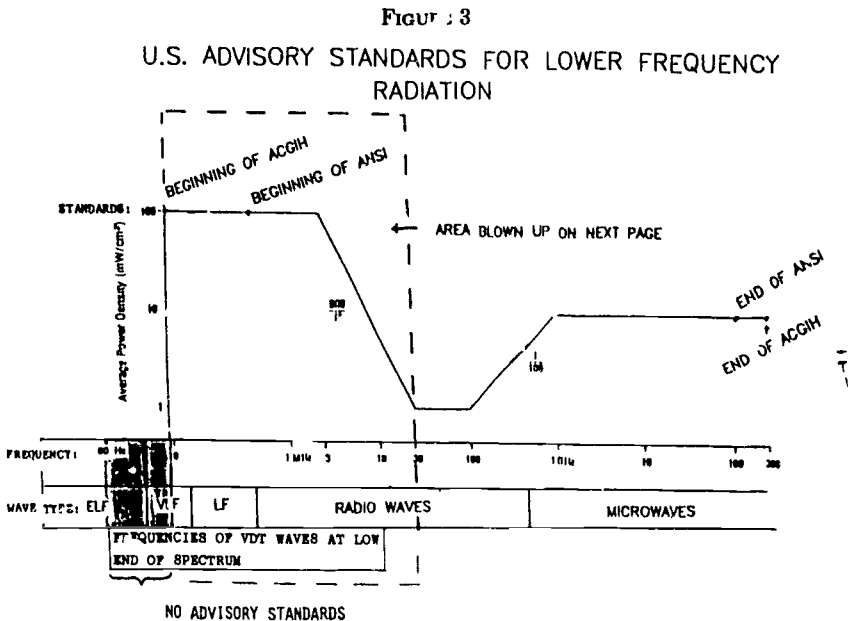 FIGUR 3
U.S. ADVISORY STANDARDS FOR LOWER FREQUENCY
RADIATION
BEGINNING OF ACGIH
BEGINNING OF ANSI
STANDARDS:
100
AREA BLOWN UP ON NEXT PAGE
Average Power Density (mW/cm²)
END OF ANSI
900
F
10
END OF ACGIH
1
FREQUENCY:
60 Hz
1 MHz
3
10
30
100
1 GHz
10
100
300
WAVE TYPE:
ELF
VLF
LF
RADIO WAVES
MICROWAVES
FREQUENCIES OF VDT WAVES AT LOW
END OF SPECTRUM
NO ADVISORY STANDARDS